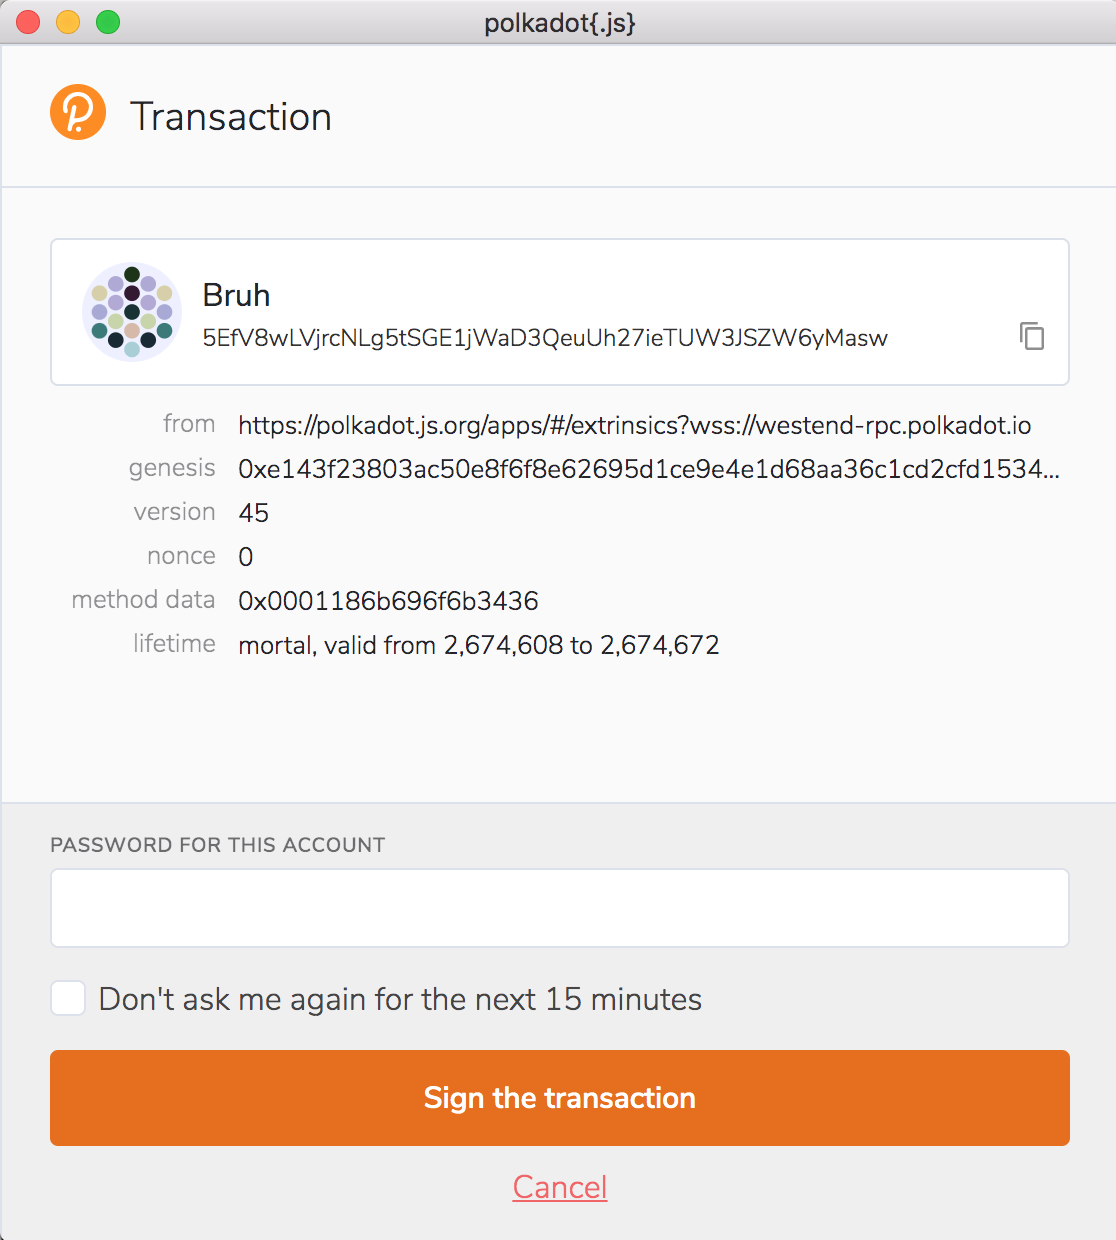 polkadot{.js}
Transaction
Bruh
5EfV8wLVjrcNLg5tSGE1jWaD3QeuUh27ieTUW3JSZW6yMasw
from https://polkadot.js.org/apps/#/extrinsics?wss://westend-rpc.polkadot.io
genesis 0xe143f23803ac50e8f6f8e62695d1ce9e4e1d68aa36c1cd2cfd1534...
version 45
nonce 0
method data 0x0001186b696f6b3436
lifetime mortal, valid from 2,674,608 to 2,674,672
PASSWORD FOR THIS ACCOUNT
Don't ask me again for the next 15 minutes
Sign the transaction
Cancel